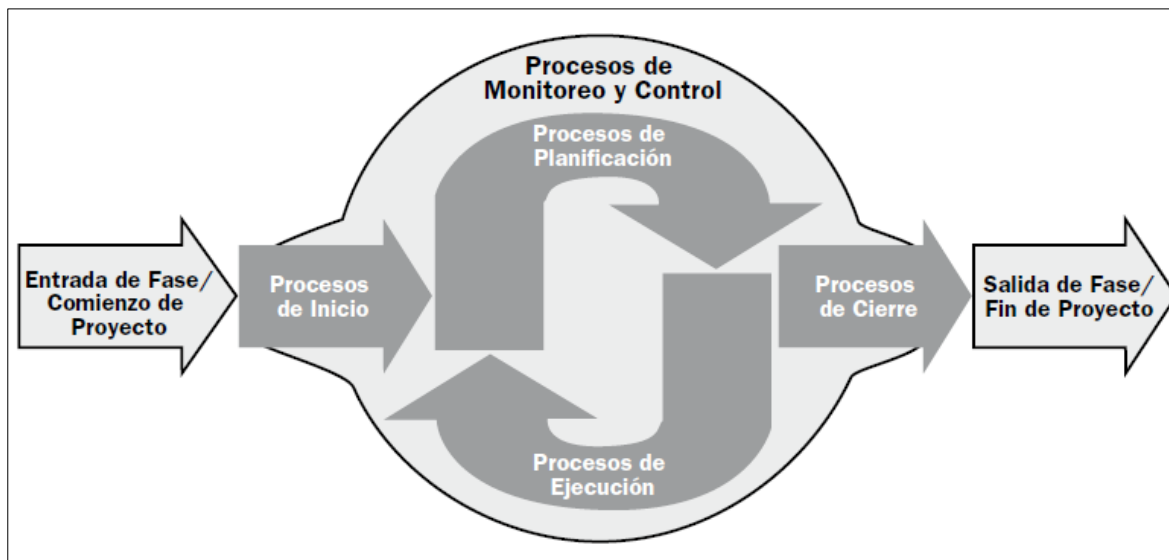 Procesos de
Monitoreo y Control
Procesos de
Planificación
Entrada de Fase/
Comienzo de
Proyecto
Procesos
de Inicio
Procesos
de Cierre
Salida de Fase/
Fin de Proyecto
Procesos de
Ejecución